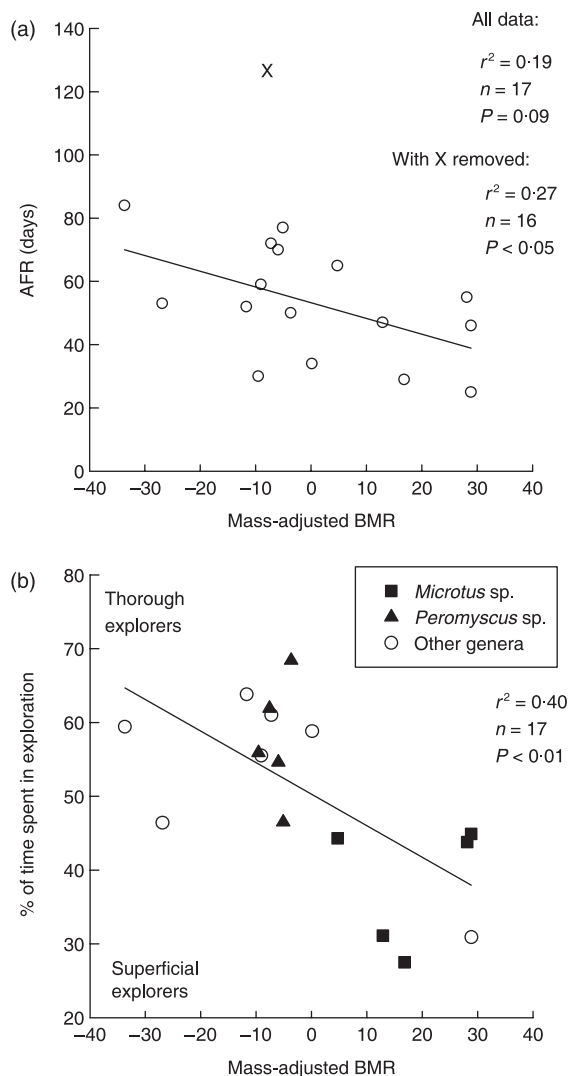 (a)
All data:
r² = 0·19
n = 17
P = 0·09
X
With X removed:
r² = 0·27
n = 16
P < 0·05
AFR (days)
140
120
100
80
60
40
20
0
−40 −30 −20 −10 0 10 20 30 40
Mass-adjusted BMR
(b)
Microtus sp.
Peromyscus sp.
Other genera
Thorough
explorers
r² = 0·40
n = 17
P < 0·01
% of time spent in exploration
80
70
60
50
40
30
20
Superficial
explorers
−40 −30 −20 −10 0 10 20 30 40
Mass-adjusted BMR